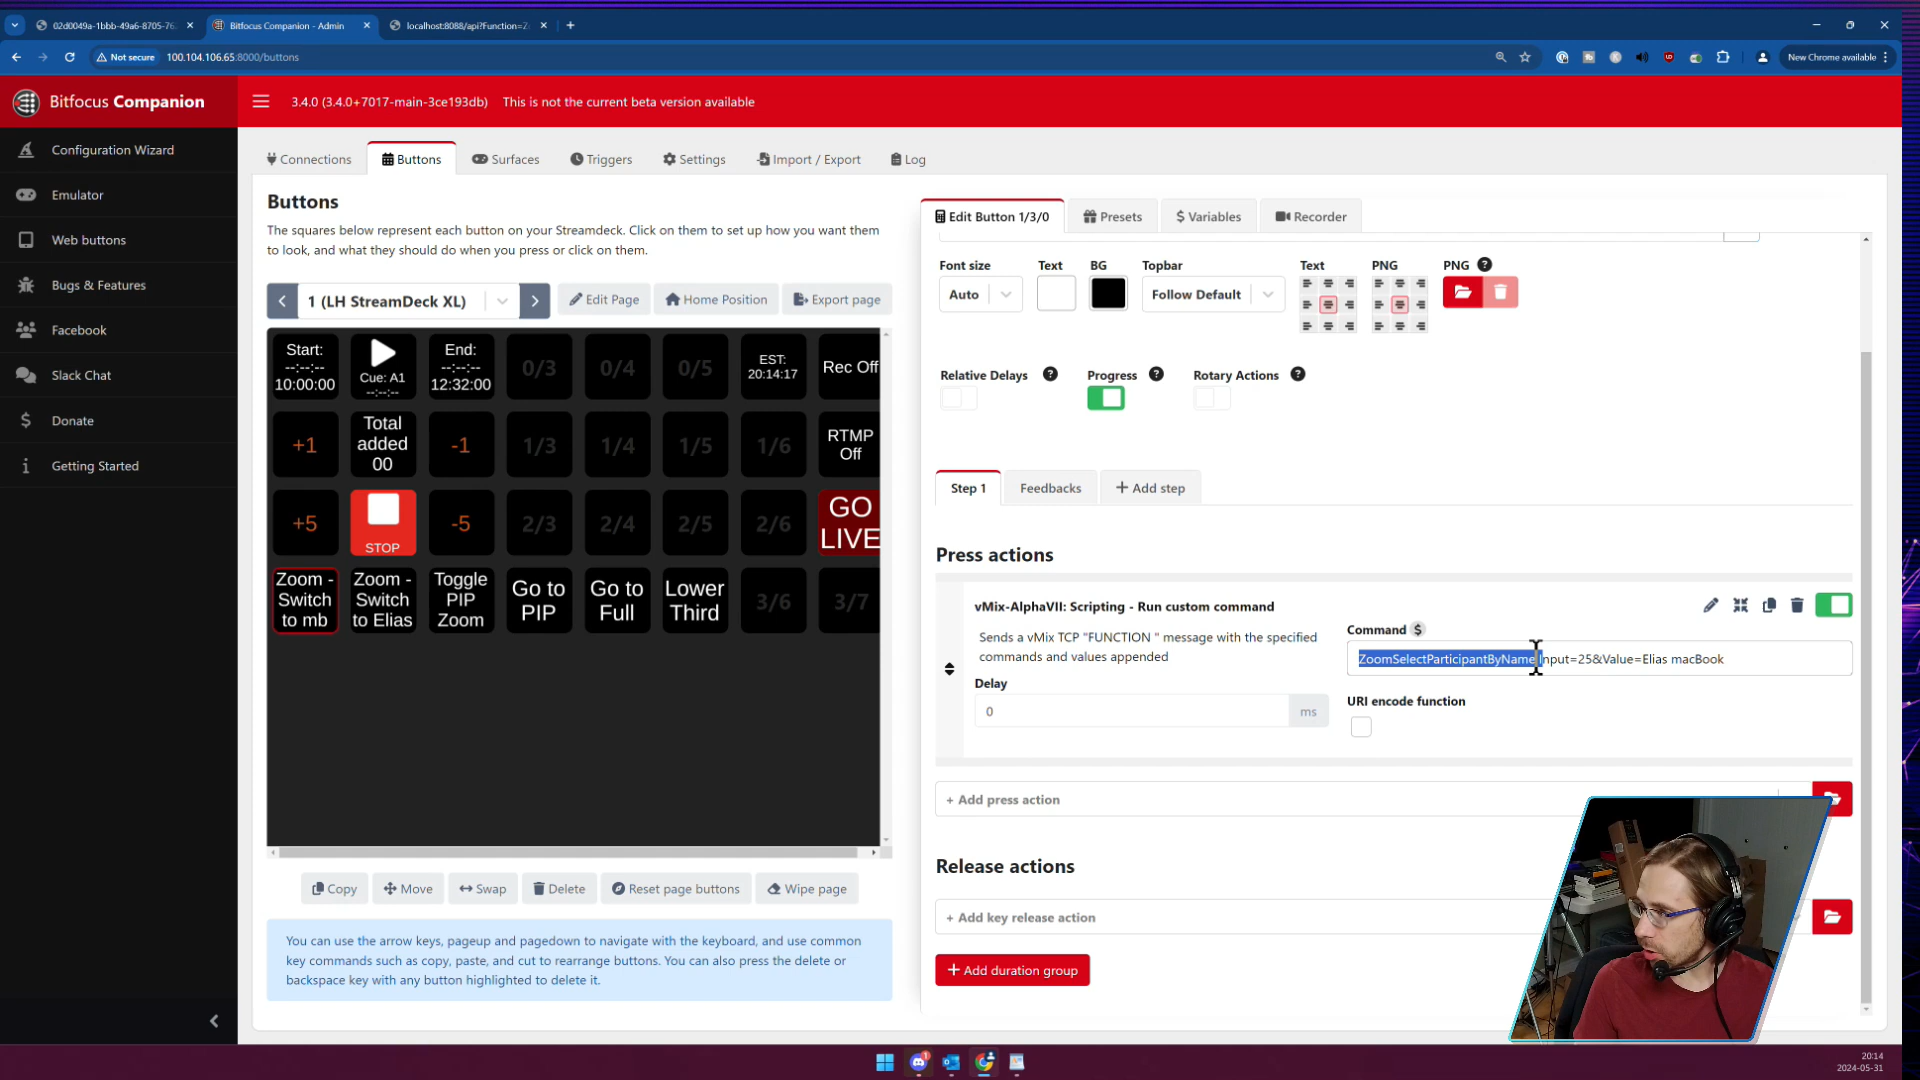 02d0049a-1bbb-49a6-8705-76
Bitfocus Companion - Admin
localhost:8088/api?Function=Z
Not secure
100.104.106.65:8000/buttons
New Chrome available
Bitfocus Companion
3.4.0 (3.4.0+7017-main-3ce193db)
This is not the current beta version available
Configuration Wizard
Emulator
Web buttons
Bugs & Features
Facebook
Slack Chat
Donate
Getting Started
Connections
Buttons
Surfaces
Triggers
Settings
Import / Export
Log
Buttons
The squares below represent each button on your Streamdeck. Click on them to set up how you want them
to look, and what they should do when you press or click on them.
1 (LH StreamDeck XL)
Edit Page
Home Position
Export page
Start:
--:--:--
10:00:00
Cue: A1
--:--:--
End:
--:--:--
12:32:00
0/3
0/4
0/5
EST:
20:14:17
Rec Off
+1
Total
added
00
-1
1/3
1/4
1/5
1/6
RTMP
Off
+5
STOP
-5
2/3
2/4
2/5
2/6
GO
LIVE
Zoom -
Switch
to mb
Zoom -
Switch
to Elias
Toggle
PIP
Zoom
Go to
PIP
Go to
Full
Lower
Third
3/6
3/7
Copy
Move
Swap
Delete
Reset page buttons
Wipe page
You can use the arrow keys, pageup and pagedown to navigate with the keyboard, and use common
key commands such as copy, paste, and cut to rearrange buttons. You can also press the delete or
backspace key with any button highlighted to delete it.
Edit Button 1/3/0
Presets
$ Variables
Recorder
Font size
Text
BG
Topbar
Text
PNG
PNG
Auto
Follow Default
Relative Delays
Progress
Rotary Actions
Step 1
Feedbacks
+ Add step
Press actions
vMix-AlphaVII: Scripting - Run custom command
Sends a vMix TCP "FUNCTION " message with the specified
commands and values appended
Delay
0
ms
Command
ZoomSelectParticipantByName Input=25&Value=Elias macBook
URI encode function
+ Add press action
Release actions
+ Add key release action
+ Add duration group
20:14
2024-05-31